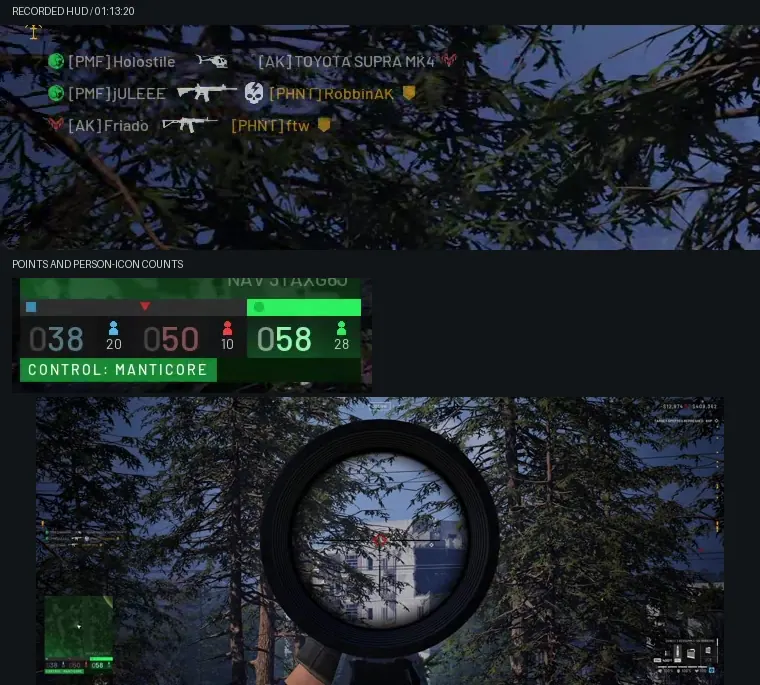 RECORDED HUD / 01:13:20
[PMF]Holostile [AK]TOYOTA SUPRA MK4
[PMF]jULEEE [PHNT]RobbinAK
[AK]Friado [PHNT]ftw
POINTS AND PERSON-ICON COUNTS
038 20 050 10 058 28
CONTROL: MANTICORE